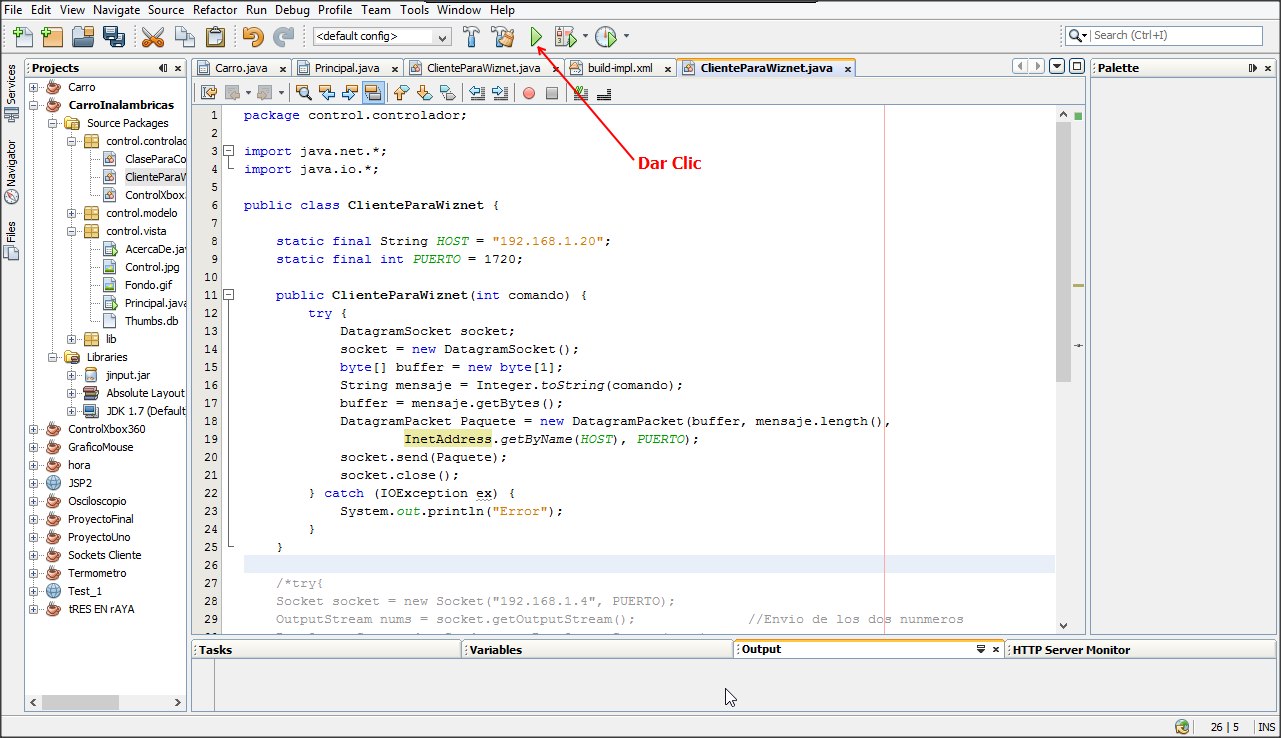 File Edit View Navigate Source Refactor Run Debug Profile Team Tools Window Help
<default config>
Search (Ctrl+I)
Services
Navigator
Files
Projects
Carro
CarroInalambricas
Source Packages
control.controlad
ClaseParaCo
ClienteParaW
ControlXbox
control.modelo
control.vista
AcercaDe.jav
Control.jpg
Fondo.gif
Principal.java
Thumbs.db
lib
Libraries
jinput.jar
Absolute Layout
JDK 1.7 (Default
ControlXbox360
GraficoMouse
hora
JSP2
Osciloscopio
ProyectoFinal
ProyectoUno
Sockets Cliente
Termometro
Test_1
tRES EN rAYA
Carro.java Principal.java ClienteParaWiznet.java build-impl.xml ClienteParaWiznet.java
Palette
Dar Clic
1 package control.controlador;
2
3 import java.net.*;
4 import java.io.*;
5
6 public class ClienteParaWiznet {
7
8 static final String HOST = "192.168.1.20";
9 static final int PUERTO = 1720;
10
11 public ClienteParaWiznet(int comando) {
12 try {
13 DatagramSocket socket;
14 socket = new DatagramSocket();
15 byte[] buffer = new byte[1];
16 String mensaje = Integer.toString(comando);
17 buffer = mensaje.getBytes();
18 DatagramPacket Paquete = new DatagramPacket(buffer, mensaje.length(),
19 InetAddress.getByName(HOST), PUERTO);
20 socket.send(Paquete);
21 socket.close();
22 } catch (IOException ex) {
23 System.out.println("Error");
24 }
25 }
26
27 /*try{
28 Socket socket = new Socket("192.168.1.4", PUERTO);
29 OutputStream nums = socket.getOutputStream(); //Envio de los dos nunmeros
Tasks Variables Output HTTP Server Monitor
26 | 5 INS